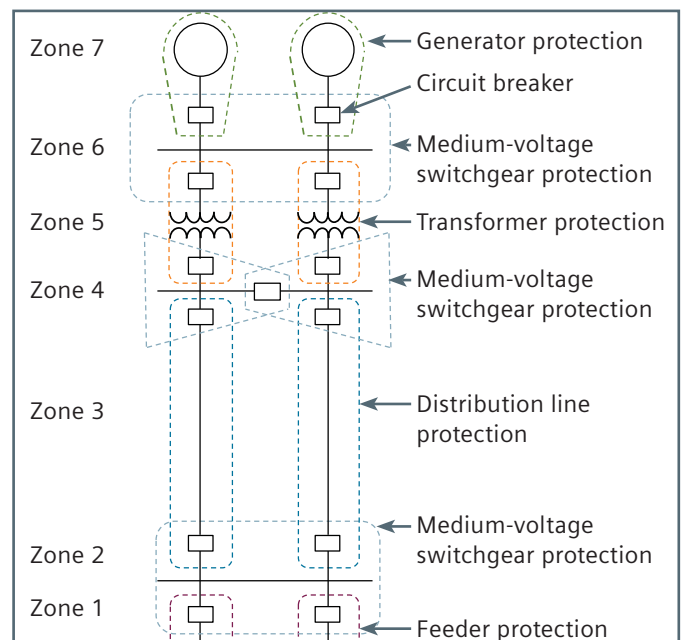 Zone 7
Generator protection
Circuit breaker
Zone 6
Medium-voltage
switchgear protection
Zone 5
Transformer protection
Zone 4
Medium-voltage
switchgear protection
Zone 3
Distribution line
protection
Zone 2
Medium-voltage
switchgear protection
Zone 1
Feeder protection